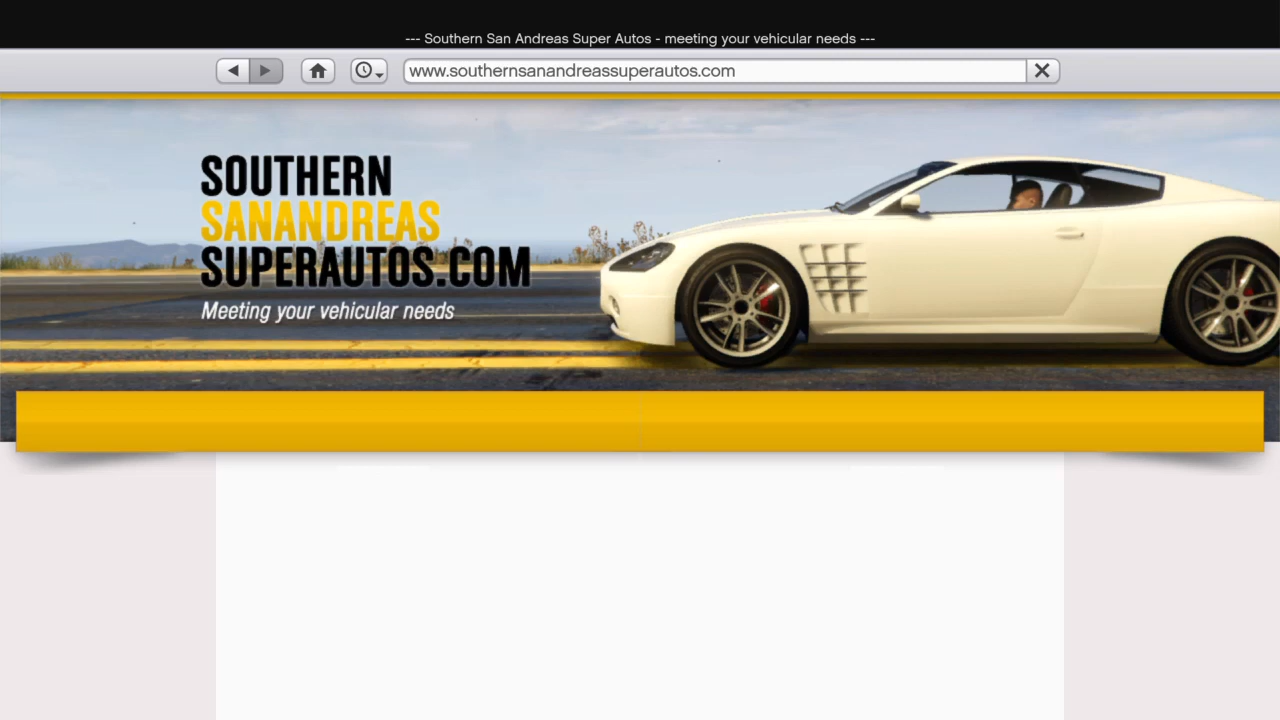 --- Southern San Andreas Super Autos - meeting your vehicular needs ---
www.southernsanandreassuperautos.com
SOUTHERN
SANANDREAS
SUPERAUTOS.COM
Meeting your vehicular needs